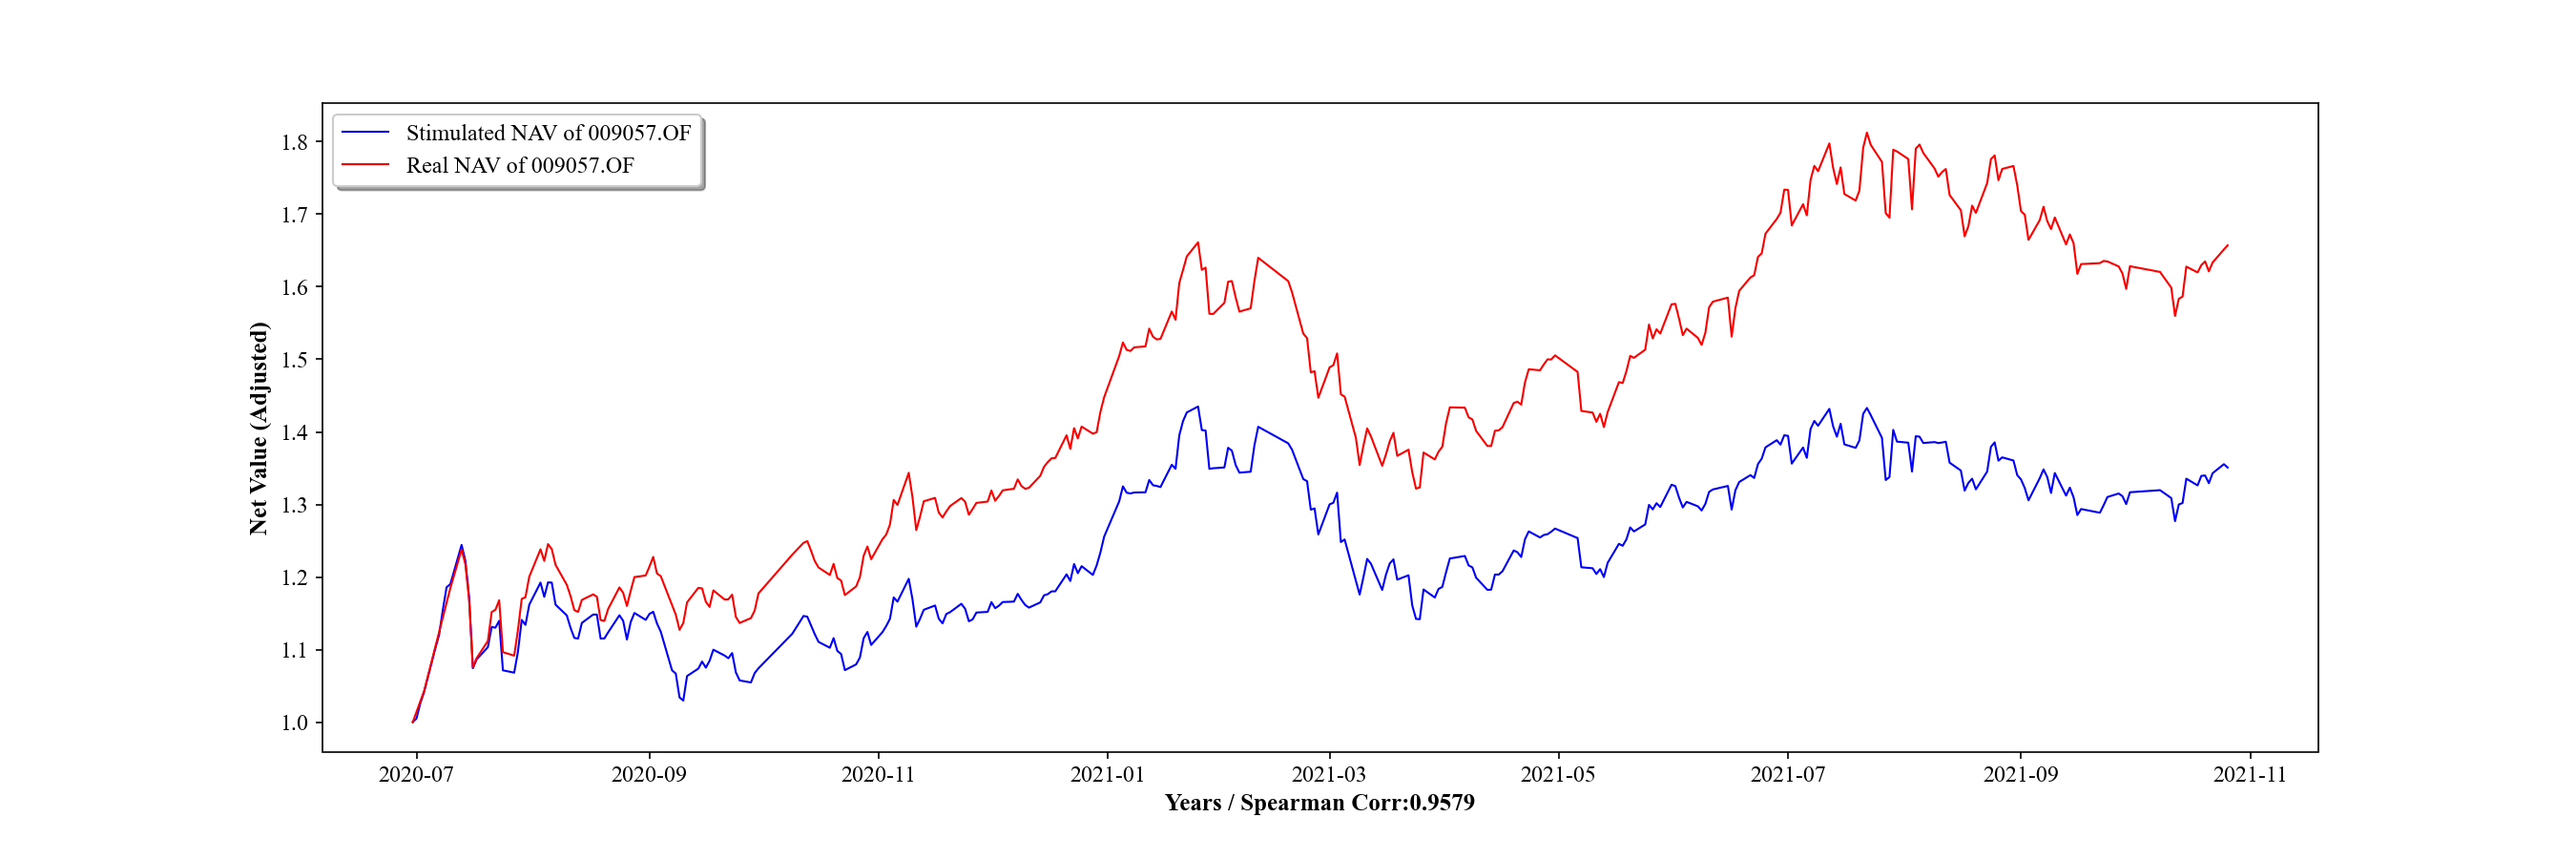 Stimulated NAV of 009057.OF
Real NAV of 009057.OF
1.8
1.7
1.6
1.5
1.4
1.3
1.2
1.1
1.0
Net Value (Adjusted)
2020-07 2020-09 2020-11 2021-01 2021-03 2021-05 2021-07 2021-09 2021-11
Years / Spearman Corr:0.9579